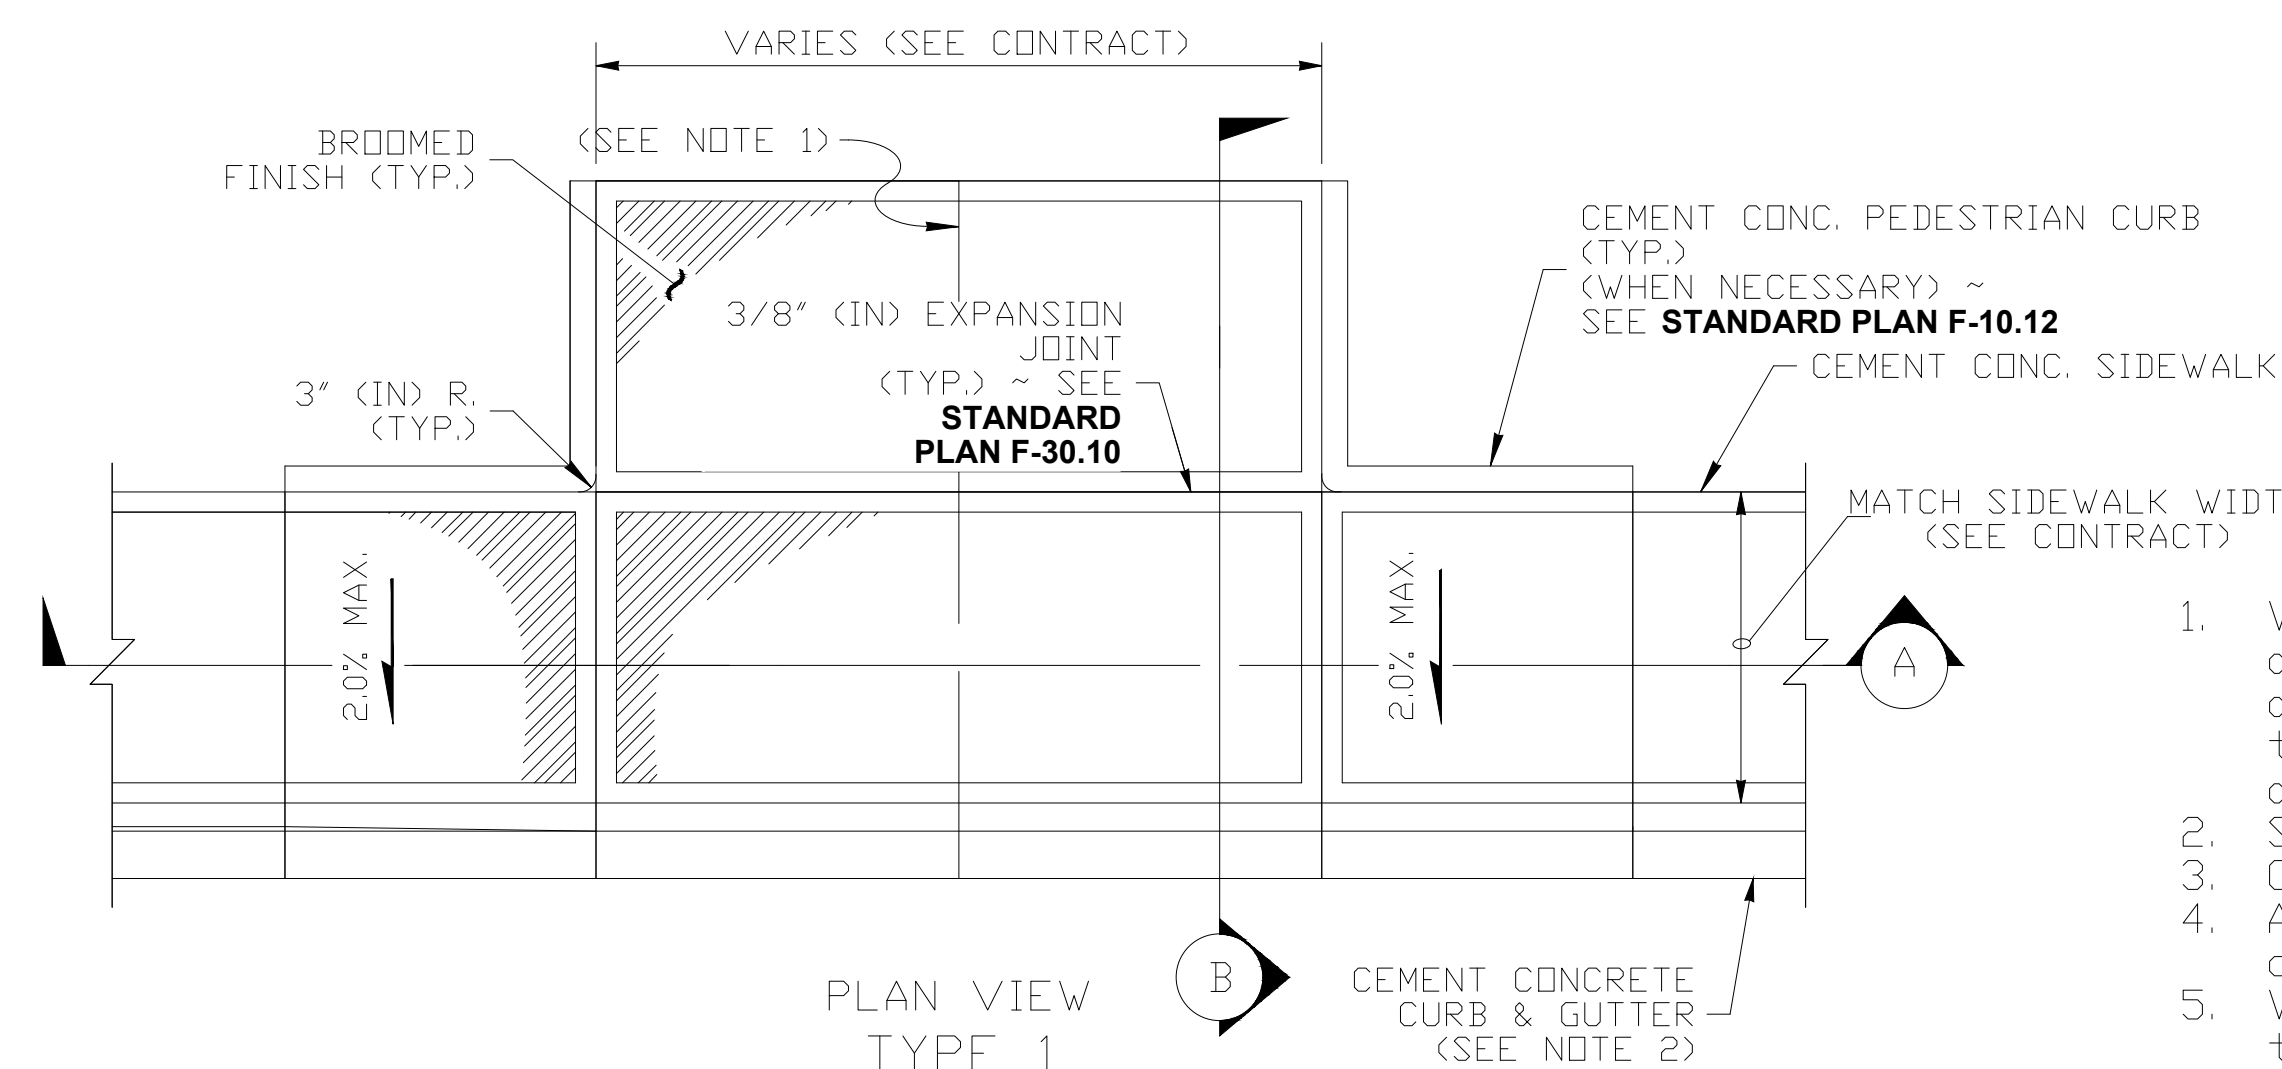 VARIES (SEE CONTRACT)
BROOMED
FINISH (TYP.)
(SEE NOTE 1)
CEMENT CONC. PEDESTRIAN CURB
(TYP.)
(WHEN NECESSARY) ~
SEE STANDARD PLAN F-10.12
3/8" (IN) EXPANSION
JOINT
(TYP.) ~ SEE
STANDARD
PLAN F-30.10
CEMENT CONC. SIDEWALK
3" (IN) R.
(TYP.)
MATCH SIDEWALK WIDT
(SEE CONTRACT)
2.0% MAX.
2.0% MAX.
A
B
PLAN VIEW
TYPE 1
CEMENT CONCRETE
CURB & GUTTER
(SEE NOTE 2)
1.
2.
3.
4.
5.